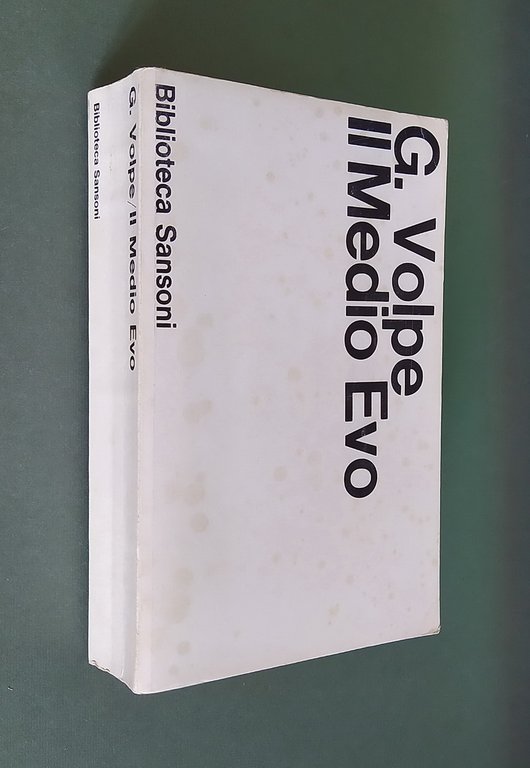 G. Volpe
Il Medio Evo
Biblioteca Sansoni
G. Volpe/Il Medio Evo
Biblioteca Sansoni